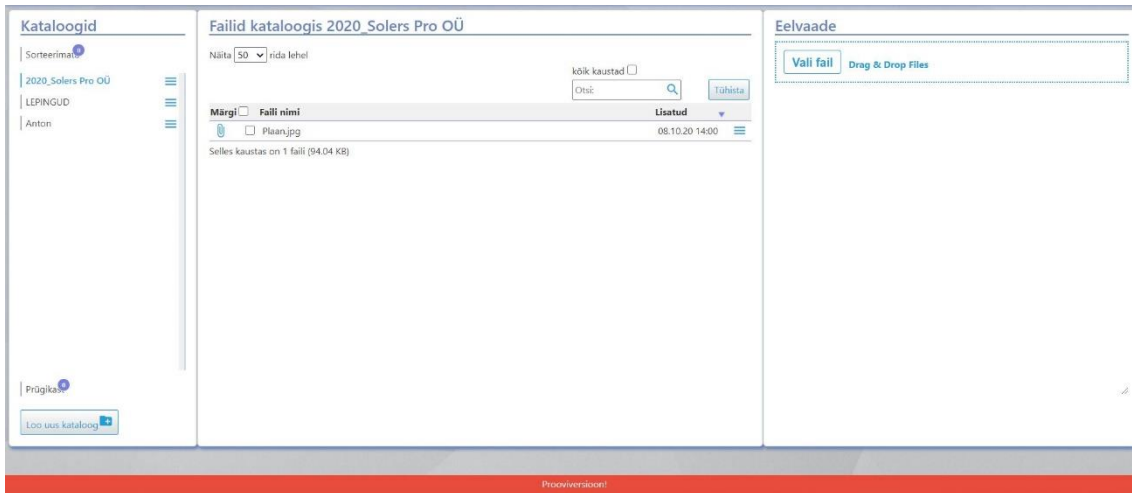 Kataloogid
Sorteerimata
2020_Solers Pro OÜ
LEPINGUD
Anton
Prügikast
Loo uus kataloog
Failid kataloogis 2020_Solers Pro OÜ
Näita 50 rida lehel
kõik kaustad
Otsi:
Tühista
Märgi Faili nimi Lisatud
Plaan.jpg 08.10.20 14:00
Selles kaustas on 1 faili (94.04 KB)
Eelvaade
Vali fail Drag & Drop Files
Prooviversioon!